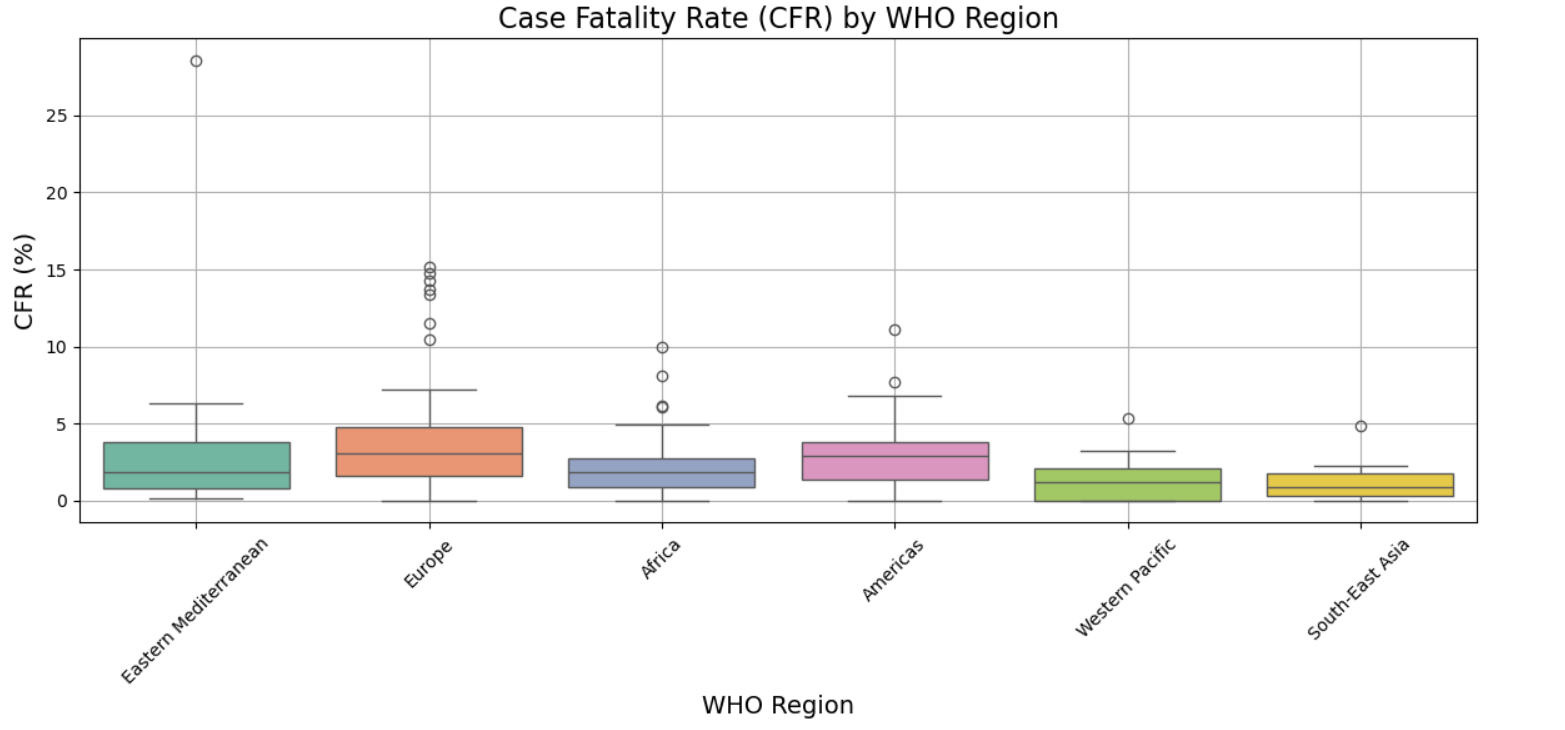 Case Fatality Rate (CFR) by WHO Region
CFR (%)
25
20
15
10
5
0
Eastern Mediterranean
Europe
Africa
Americas
Western Pacific
South-East Asia
WHO Region